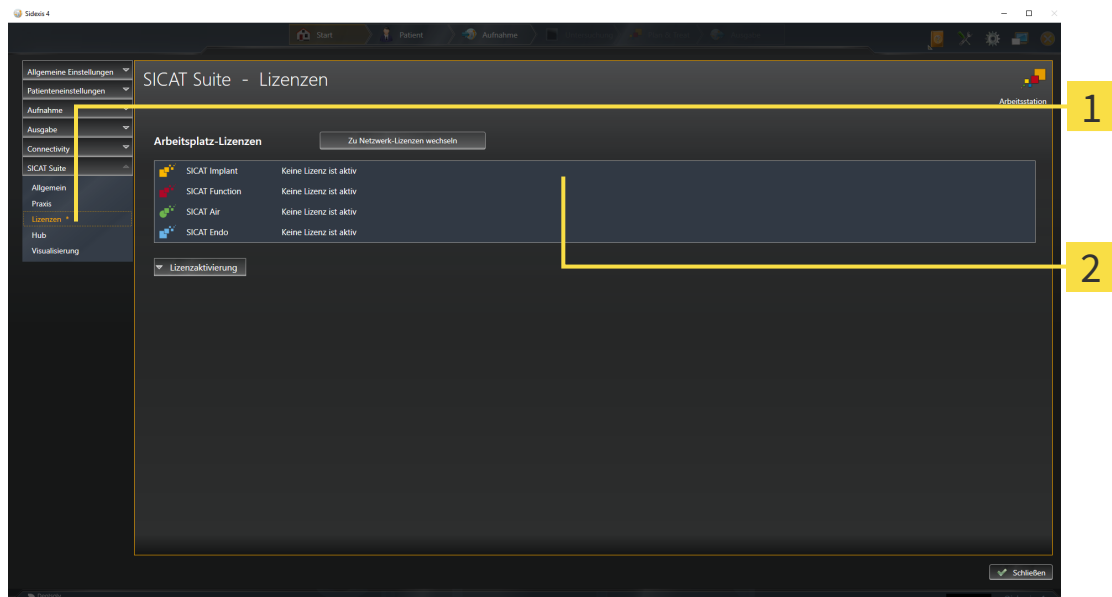 Sidexis 4
Start Patient Aufnahme
Allgemeine Einstellungen
Patienteneinstellungen
Aufnahme
Ausgabe
Connectivity
SICAT Suite
Allgemein
Praxis
Lizenzen *
Hub
Visualisierung
SICAT Suite - Lizenzen
Arbeitsstation
Arbeitsplatz-Lizenzen Zu Netzwerk-Lizenzen wechseln
SICAT Implant Keine Lizenz ist aktiv
SICAT Function Keine Lizenz ist aktiv
SICAT Air Keine Lizenz ist aktiv
SICAT Endo Keine Lizenz ist aktiv
Lizenzaktivierung
Schließen
1
2